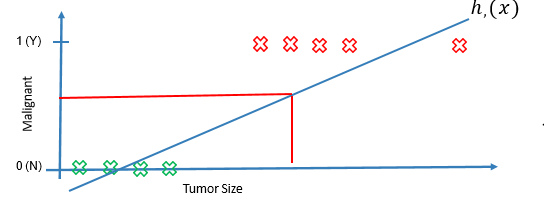 h,(x)
1 (Y)
Malignant
0 (N)
Tumor Size